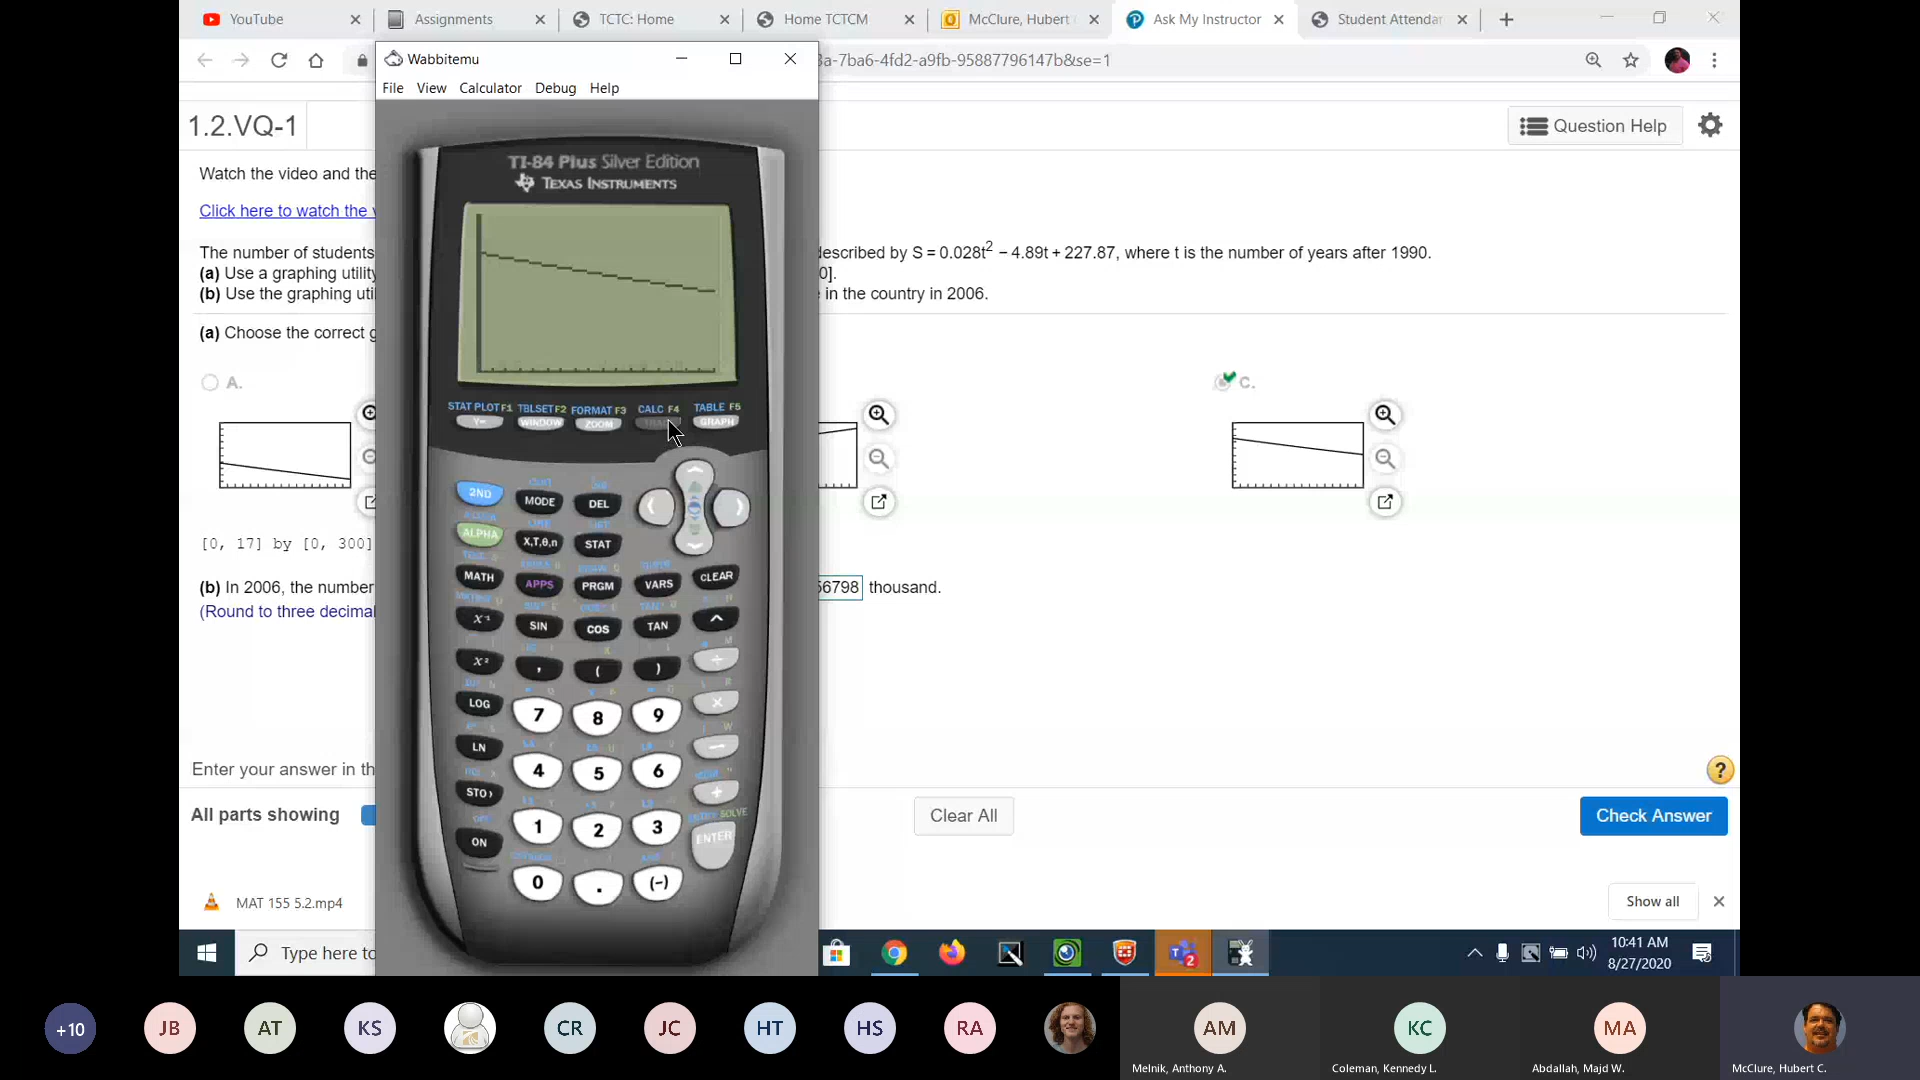 YouTube
Assignments
TCTC: Home
Home TCTCM
McClure, Hubert
Ask My Instructor
Student Attendar
3a-7ba6-4fd2-a9fb-95887796147b&se=1
Wabbitemu
File View Calculator Debug Help
1.2.VQ-1
Question Help
Watch the video and the
Click here to watch the v
The number of students
described by S = 0.028t² − 4.89t + 227.87, where t is the number of years after 1990.
(a) Use a graphing utility
0].
(b) Use the graphing uti
in the country in 2006.
(a) Choose the correct g
A.
C.
[0, 17] by [0, 300]
(b) In 2006, the number
56798 thousand.
(Round to three decimal
TI-84 Plus Silver Edition
TEXAS INSTRUMENTS
STAT PLOT F1 TBLSET F2 FORMAT F3 CALC F4 TABLE F5
Y= WINDOW ZOOM GRAPH
2ND MODE DEL
ALPHA X,T,θ,n STAT
MATH APPS PRGM VARS CLEAR
x⁻¹ SIN COS TAN ^
x² , ( ) ÷
LOG 7 8 9 ×
LN 4 5 6 −
STO› 1 2 3 +
SOLVE
ON 0 . (-) ENTER
Enter your answer in th
?
All parts showing
Clear All
Check Answer
MAT 155 5.2.mp4
Show all
Type here to
2
10:41 AM
8/27/2020
+10 JB AT KS CR JC HT HS RA AM KC MA
Melnik, Anthony A.
Coleman, Kennedy L.
Abdallah, Majd W.
McClure, Hubert C.